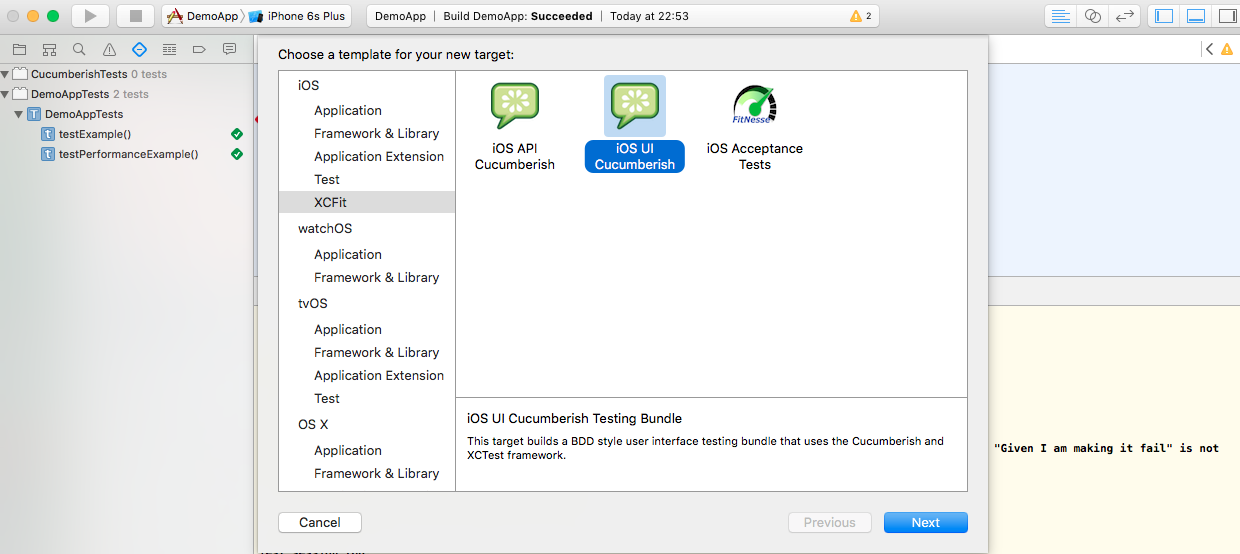 DemoApp
iPhone 6s Plus
DemoApp | Build DemoApp: Succeeded | Today at 22:53
2
Choose a template for your new target:
CucumberishTests 0 tests
DemoAppTests 2 tests
T DemoAppTests
t testExample()
t testPerformanceExample()
iOS
Application
Framework & Library
Application Extension
Test
XCFit
watchOS
Application
Framework & Library
tvOS
Application
Framework & Library
Application Extension
Test
OS X
Application
Framework & Library
iOS API
Cucumberish
iOS UI
Cucumberish
FitNesse
iOS Acceptance
Tests
iOS UI Cucumberish Testing Bundle
This target builds a BDD style user interface testing bundle that uses the Cucumberish and
XCTest framework.
"Given I am making it fail" is not
Cancel
Previous
Next